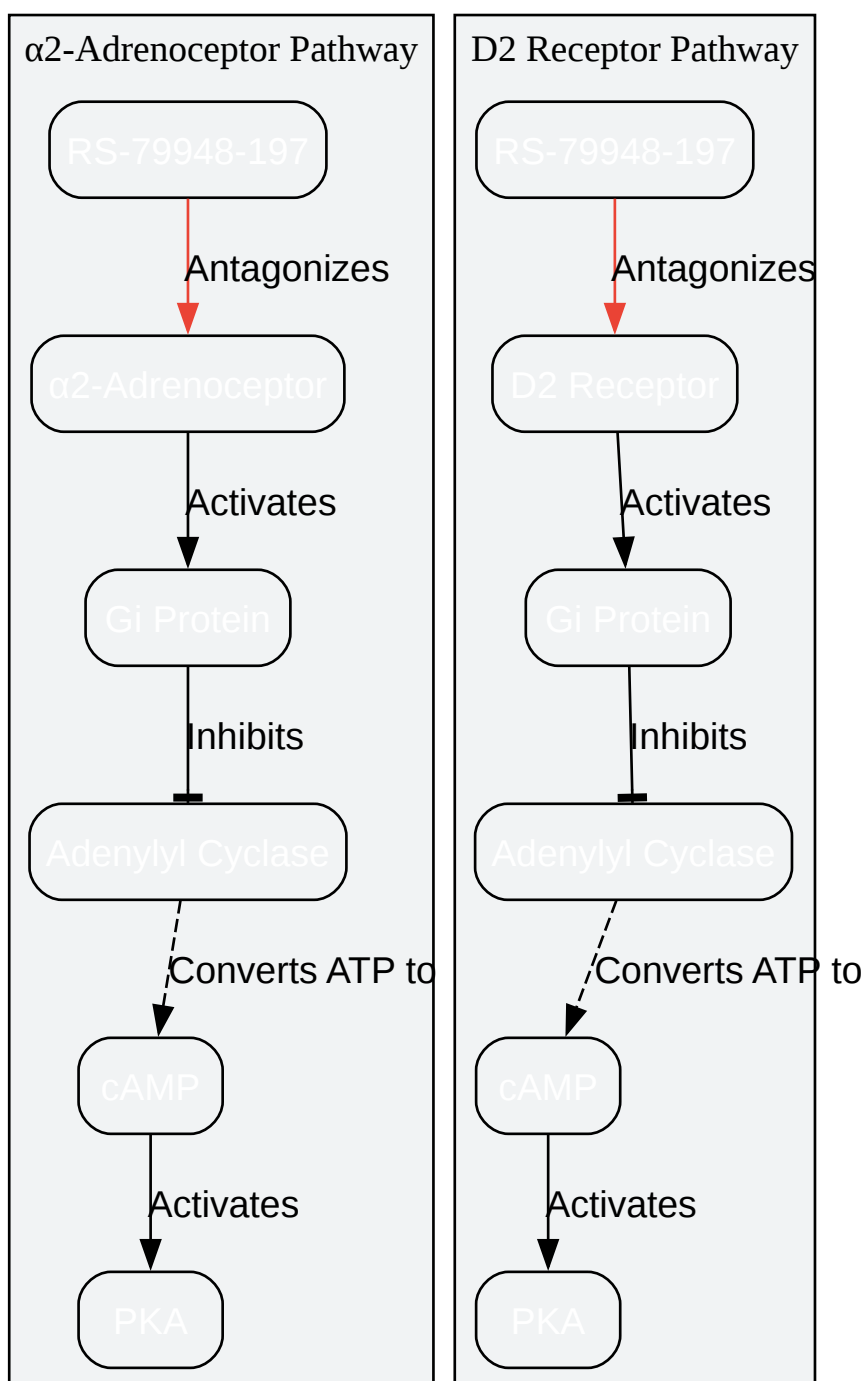 α2-Adrenoceptor Pathway
RS-79948-197
Antagonizes
α2-Adrenoceptor
Activates
Gi Protein
Inhibits
Adenylyl Cyclase
Converts ATP to
cAMP
Activates
PKA
D2 Receptor Pathway
RS-79948-197
Antagonizes
D2 Receptor
Activates
Gi Protein
Inhibits
Adenylyl Cyclase
Converts ATP to
cAMP
Activates
PKA